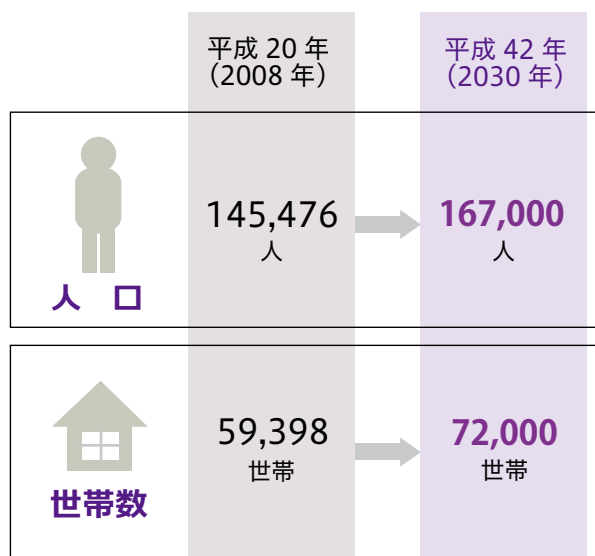 平成 20 年
（2008 年）
平成 42 年
（2030 年）
人　口
145,476
人
167,000
人
世帯数
59,398
世帯
72,000
世帯